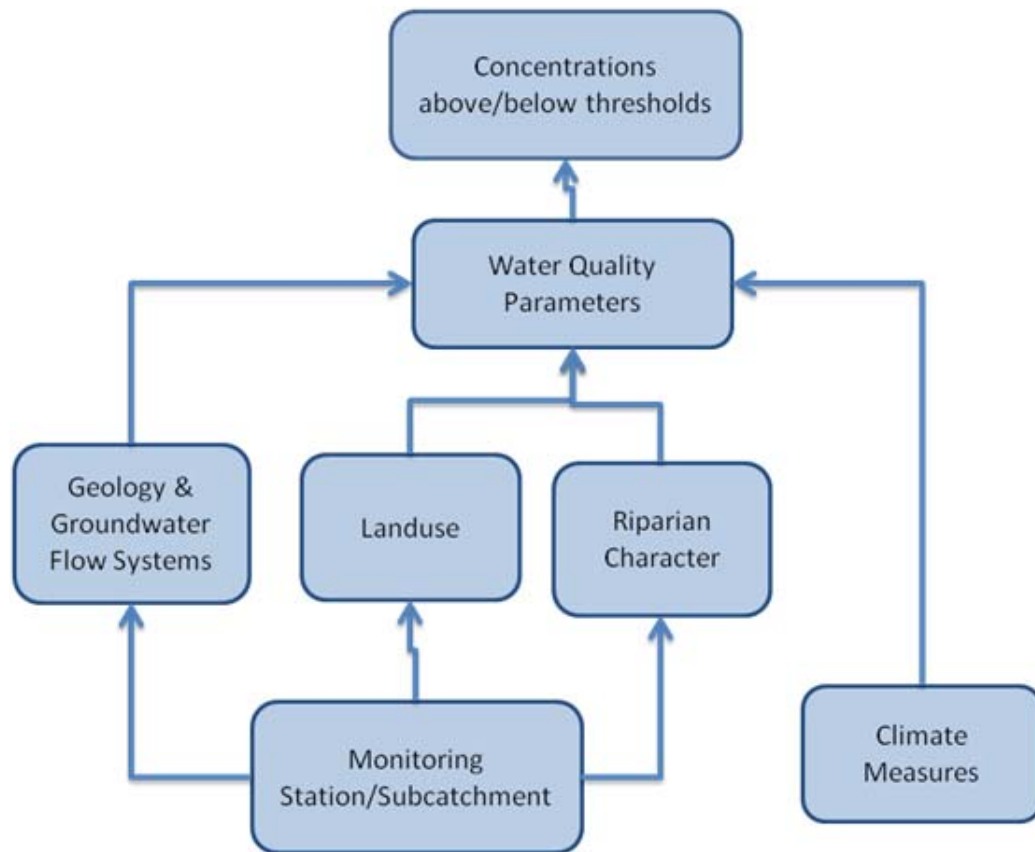 Concentrations
above/below thresholds
Water Quality
Parameters
Geology &
Groundwater
Flow Systems
Landuse
Riparian
Character
Monitoring
Station/Subcatchment
Climate
Measures